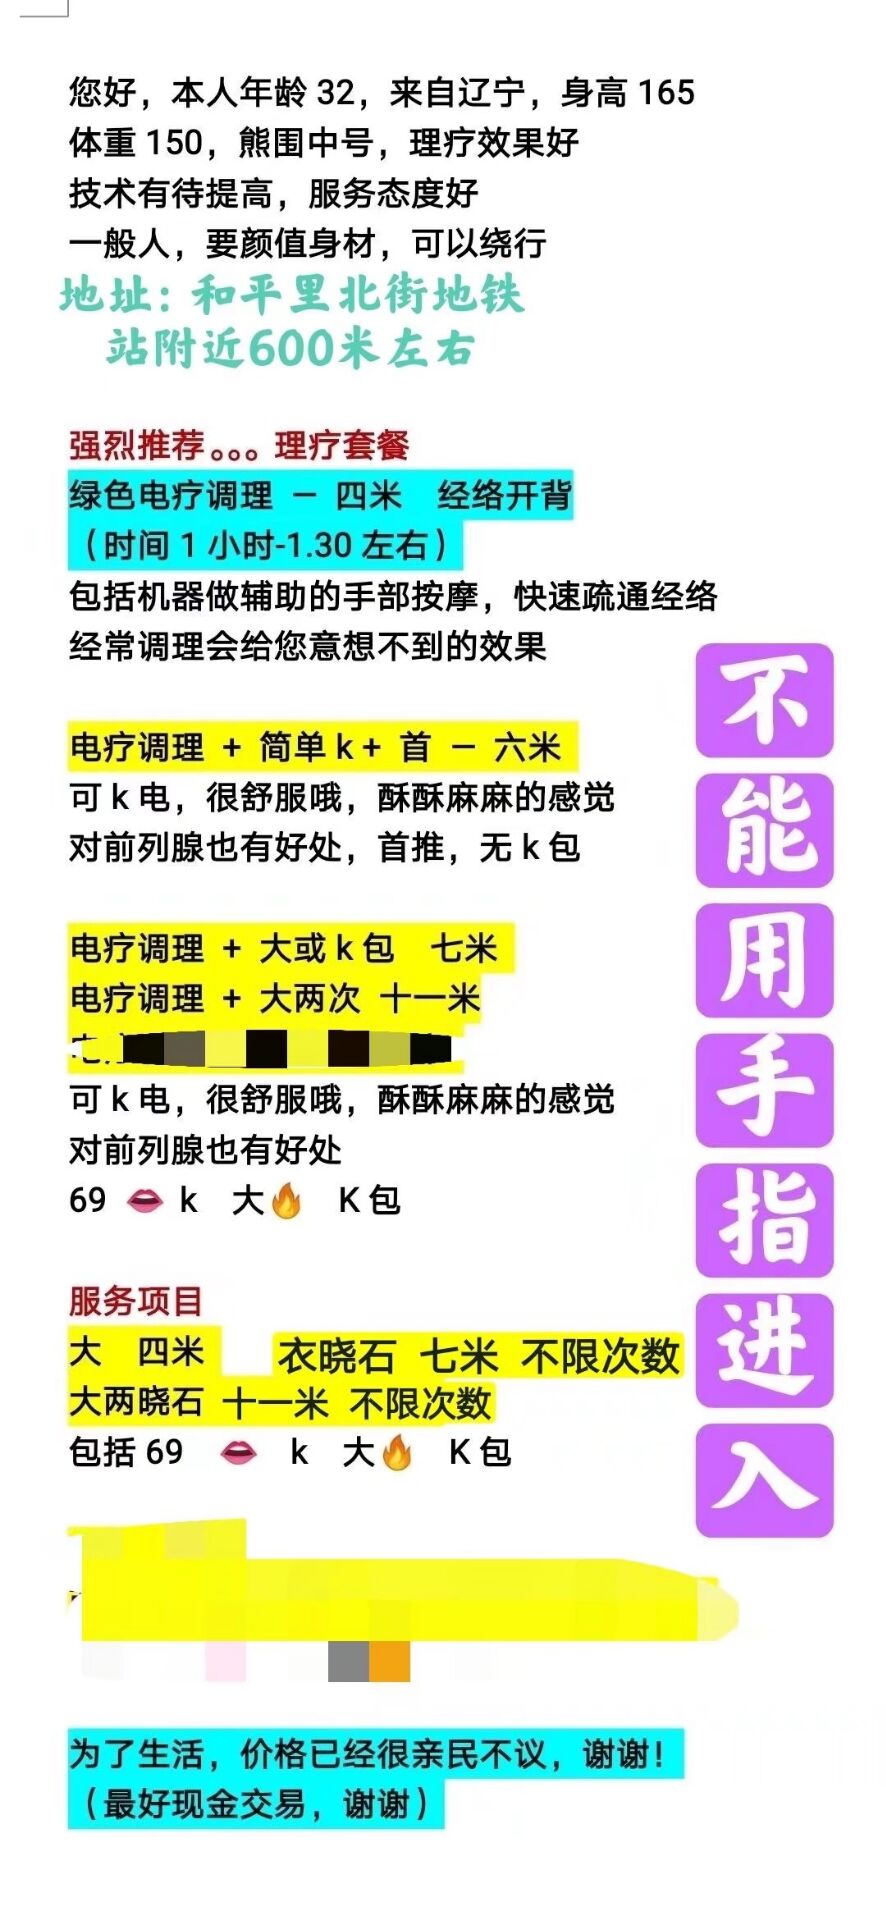 您好，本人年龄 32，来自辽宁，身高 165
体重 150，熊围中号，理疗效果好
技术有待提高，服务态度好
一般人，要颜值身材，可以绕行
地址：和平里北街地铁
站附近600米左右
强烈推荐。。。理疗套餐
绿色电疗调理 － 四米 经络开背
（时间 1 小时-1.30 左右）
包括机器做辅助的手部按摩，快速疏通经络
经常调理会给您意想不到的效果
电疗调理 + 简单 k + 首 － 六米
可 k 电，很舒服哦，酥酥麻麻的感觉
对前列腺也有好处，首推，无 k 包
电疗调理 + 大或 k 包 七米
电疗调理 + 大两次 十一米
可 k 电，很舒服哦，酥酥麻麻的感觉
对前列腺也有好处
69 👄 k 大🔥 K 包
服务项目
大 四米 衣晓石 七米 不限次数
大两晓石 十一米 不限次数
包括 69 👄 k 大🔥 K 包
为了生活，价格已经很亲民不议，谢谢！
（最好现金交易，谢谢）
不
能
用
手
指
进
入